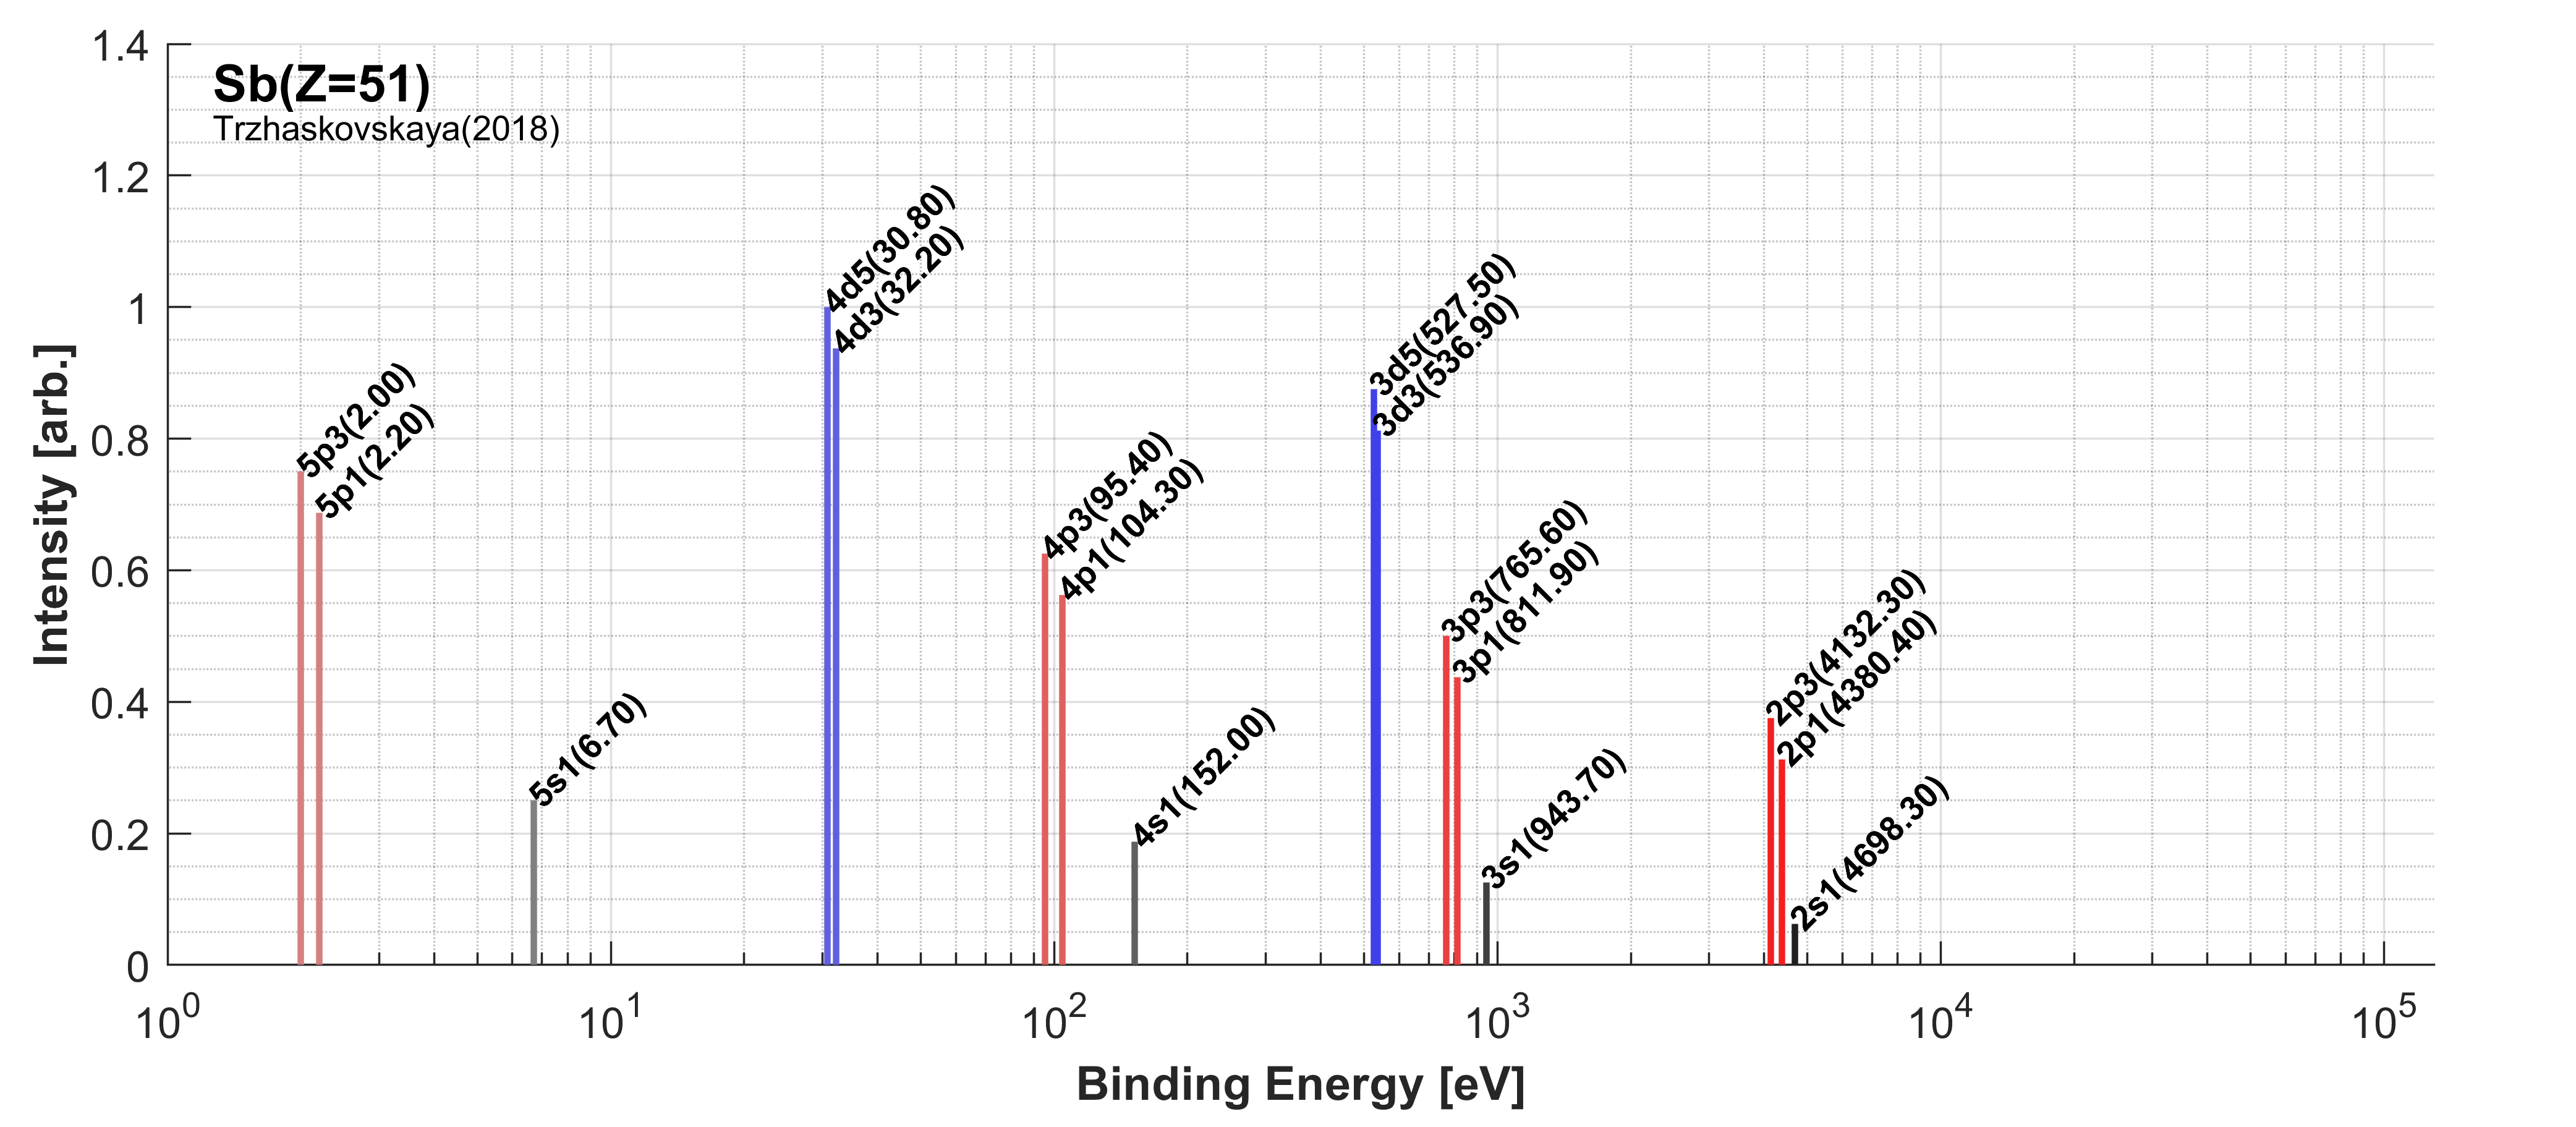 Sb(Z=51)
Trzhaskovskaya(2018)
Intensity [arb.]
1.4
1.2
1
0.8
0.6
0.4
0.2
0
5p3(2.00)
5p1(2.20)
5s1(6.70)
4d5(30.80)
4d3(32.20)
4p3(95.40)
4p1(104.30)
4s1(152.00)
3d5(527.50)
3d3(536.90)
3p3(765.60)
3p1(811.90)
3s1(943.70)
2p3(4132.30)
2p1(4380.40)
2s1(4698.30)
10^0 10^1 10^2 10^3 10^4 10^5
Binding Energy [eV]